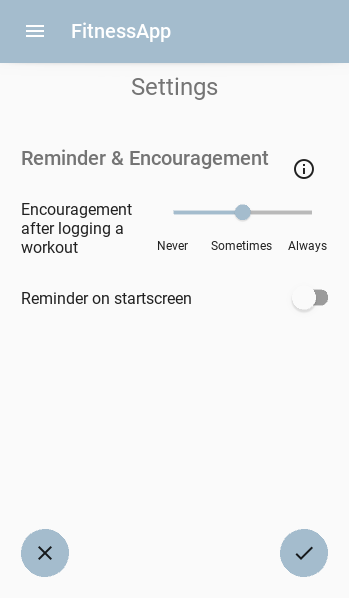 FitnessApp
Settings
Reminder & Encouragement
Encouragement
after logging a
workout
Never Sometimes Always
Reminder on startscreen